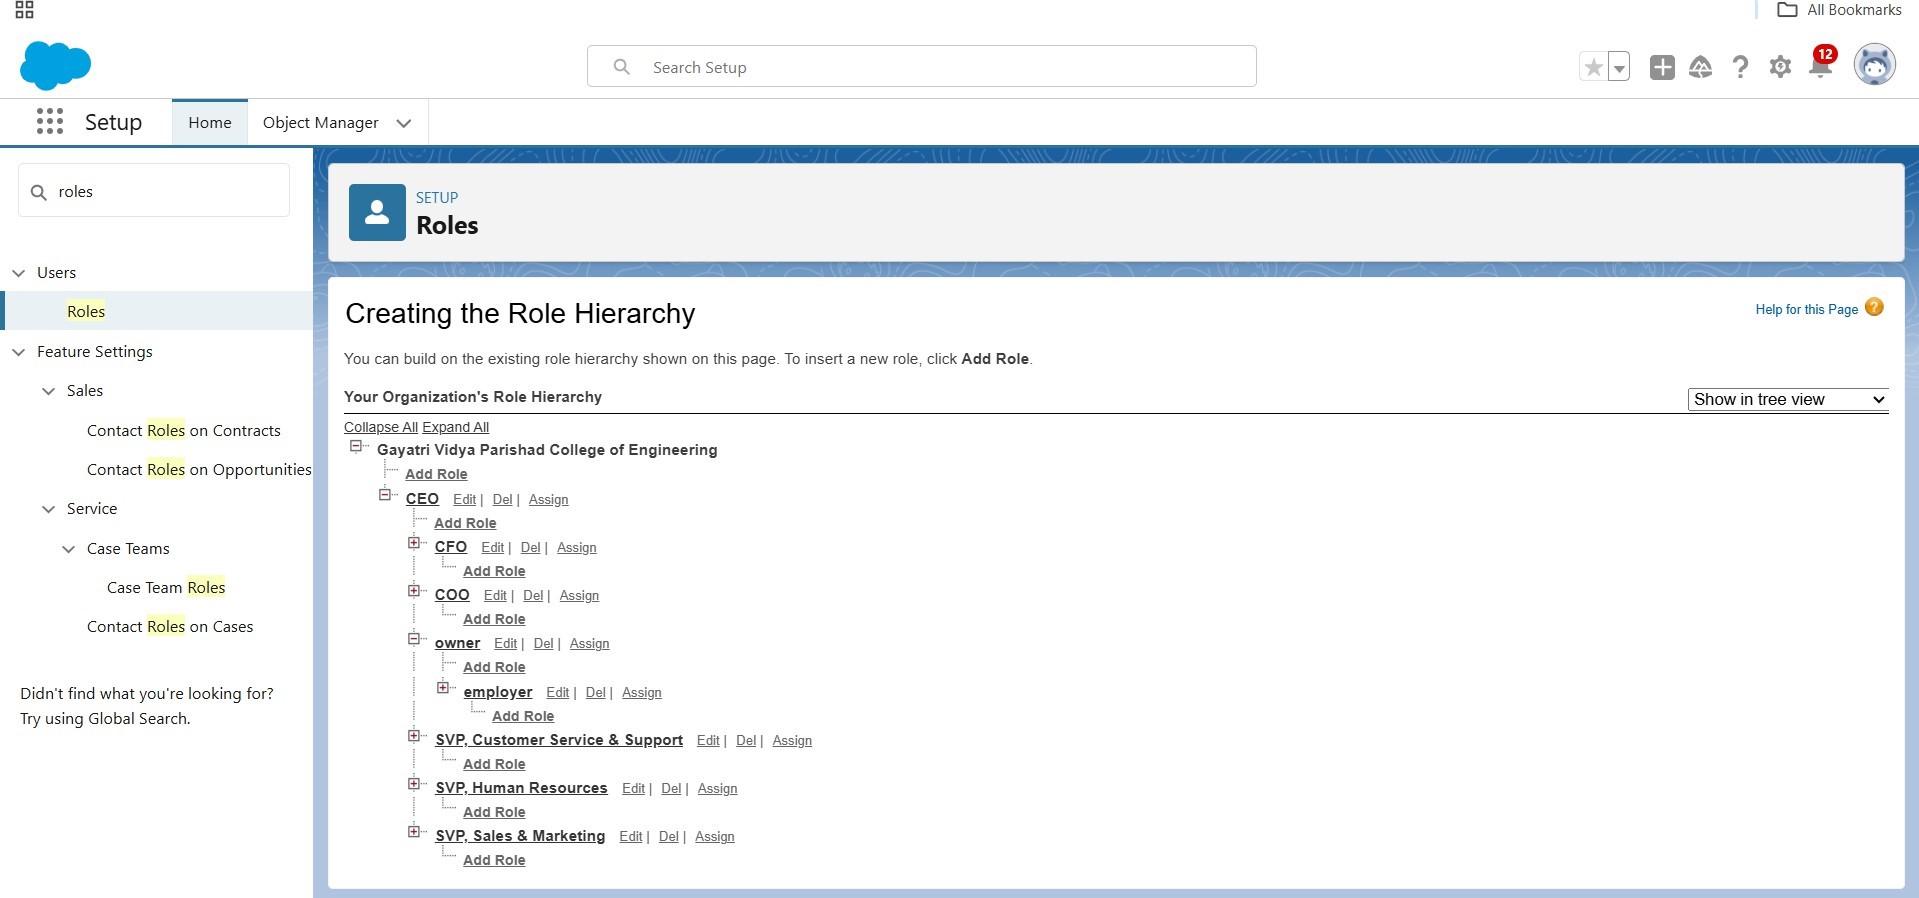 All Bookmarks
Search Setup
12
Setup
Home
Object Manager
roles
Users
Roles
Feature Settings
Sales
Contact Roles on Contracts
Contact Roles on Opportunities
Service
Case Teams
Case Team Roles
Contact Roles on Cases
Didn't find what you're looking for?
Try using Global Search.
SETUP
Roles
Creating the Role Hierarchy
Help for this Page ?
You can build on the existing role hierarchy shown on this page. To insert a new role, click Add Role.
Your Organization's Role Hierarchy
Show in tree view
Collapse All Expand All
Gayatri Vidya Parishad College of Engineering
Add Role
CEO Edit | Del | Assign
Add Role
CFO Edit | Del | Assign
Add Role
COO Edit | Del | Assign
Add Role
owner Edit | Del | Assign
Add Role
employer Edit | Del | Assign
Add Role
SVP, Customer Service & Support Edit | Del | Assign
Add Role
SVP, Human Resources Edit | Del | Assign
Add Role
SVP, Sales & Marketing Edit | Del | Assign
Add Role